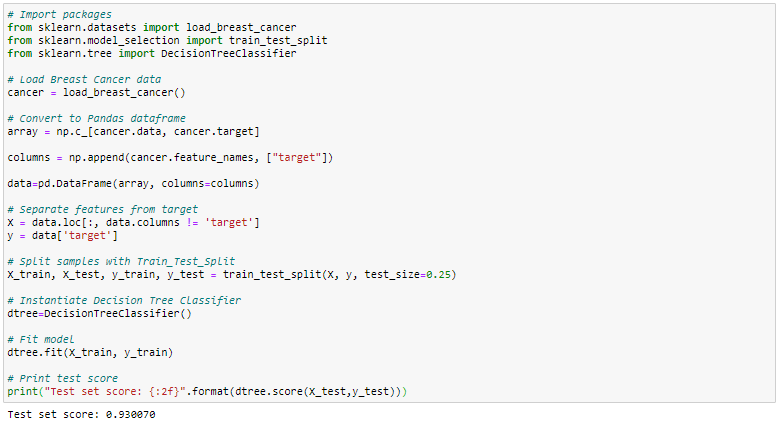 # Import packages
from sklearn.datasets import load_breast_cancer
from sklearn.model_selection import train_test_split
from sklearn.tree import DecisionTreeClassifier
# Load Breast Cancer data
cancer = load_breast_cancer()
# Convert to Pandas dataframe
array = np.c_[cancer.data, cancer.target]
columns = np.append(cancer.feature_names, ["target"])
data=pd.DataFrame(array, columns=columns)
# Separate features from target
X = data.loc[:, data.columns != 'target']
y = data['target']
# Split samples with Train_Test_Split
X_train, X_test, y_train, y_test = train_test_split(X, y, test_size=0.25)
# Instantiate Decision Tree Classifier
dtree=DecisionTreeClassifier()
# Fit model
dtree.fit(X_train, y_train)
# Print test score
print("Test set score: {:2f}".format(dtree.score(X_test,y_test)))
Test set score: 0.930070